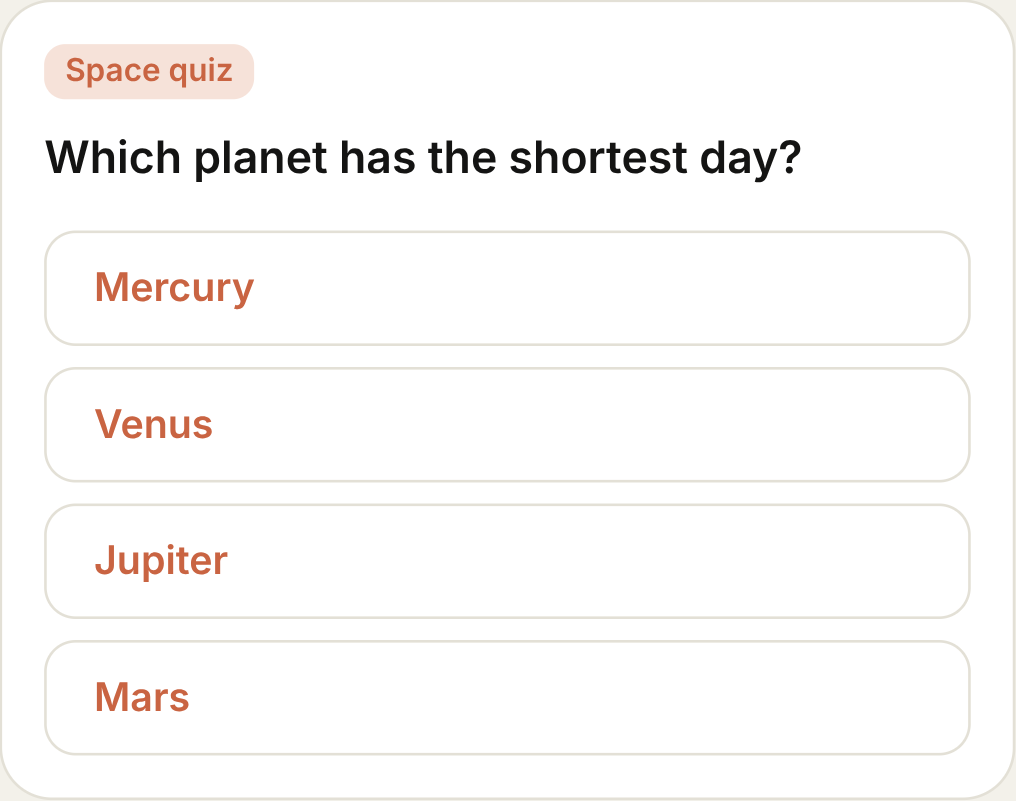 Space quiz
Which planet has the shortest day?
Mercury
Venus
Jupiter
Mars